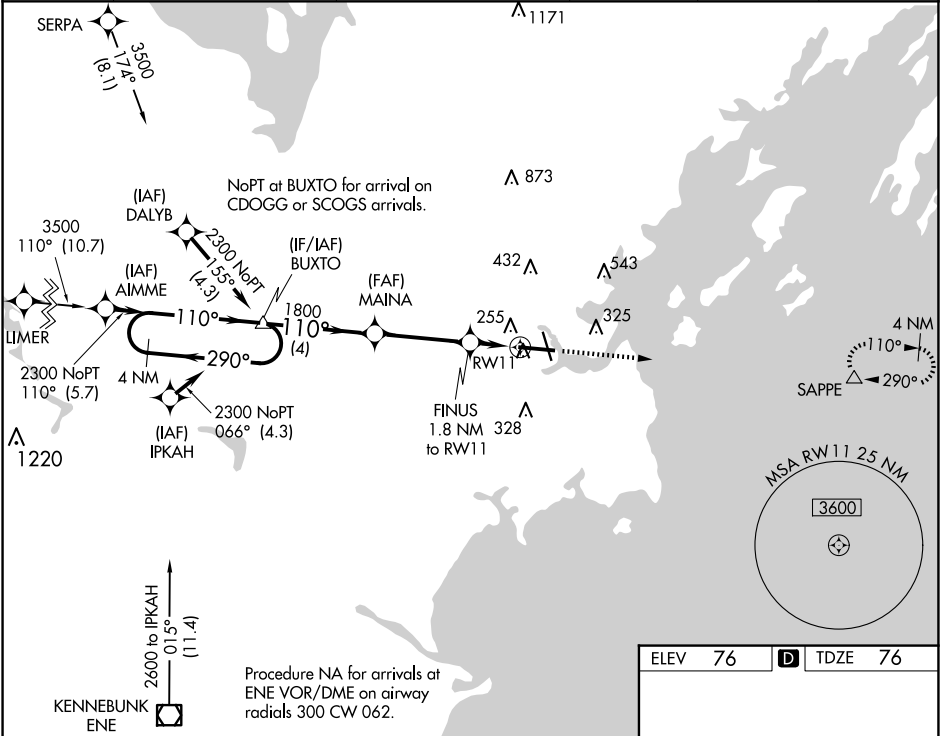 SERPA
3500
174°
(8.1)
1171
NoPT at BUXTO for arrival on
CDOGG or SCOGS arrivals.
873
(IAF)
DALYB
2300 NoPT
155°
(4.3)
(IF/IAF)
BUXTO
3500
110° (10.7)
(IAF)
AIMME
(FAF)
MAINA
432
543
LIMER
110°
1800
110°
(4)
255
325
RW11
2300 NoPT
110° (5.7)
4 NM
290°
(IAF)
IPKAH
2300 NoPT
066° (4.3)
FINUS
1.8 NM
to RW11
328
4 NM
110°
SAPPE
290°
1220
MSA RW11 25 NM
3600
2600 to IPKAH
015°
(11.4)
KENNEBUNK
ENE
Procedure NA for arrivals at
ENE VOR/DME on airway
radials 300 CW 062.
ELEV 76 D TDZE 76